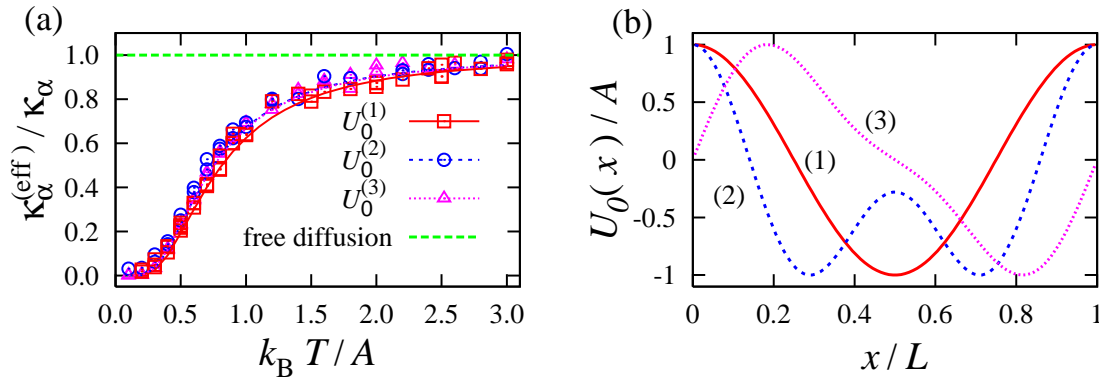 (a)
κα(eff) / κα
1.0
0.8
0.6
0.4
0.2
0.0
U0(1)
U0(2)
U0(3)
free diffusion
0.0 0.5 1.0 1.5 2.0 2.5 3.0
kB T / A
(b)
U0( x ) / A
1
0.5
0
-0.5
-1
(1)
(2)
(3)
0 0.2 0.4 0.6 0.8 1
x / L